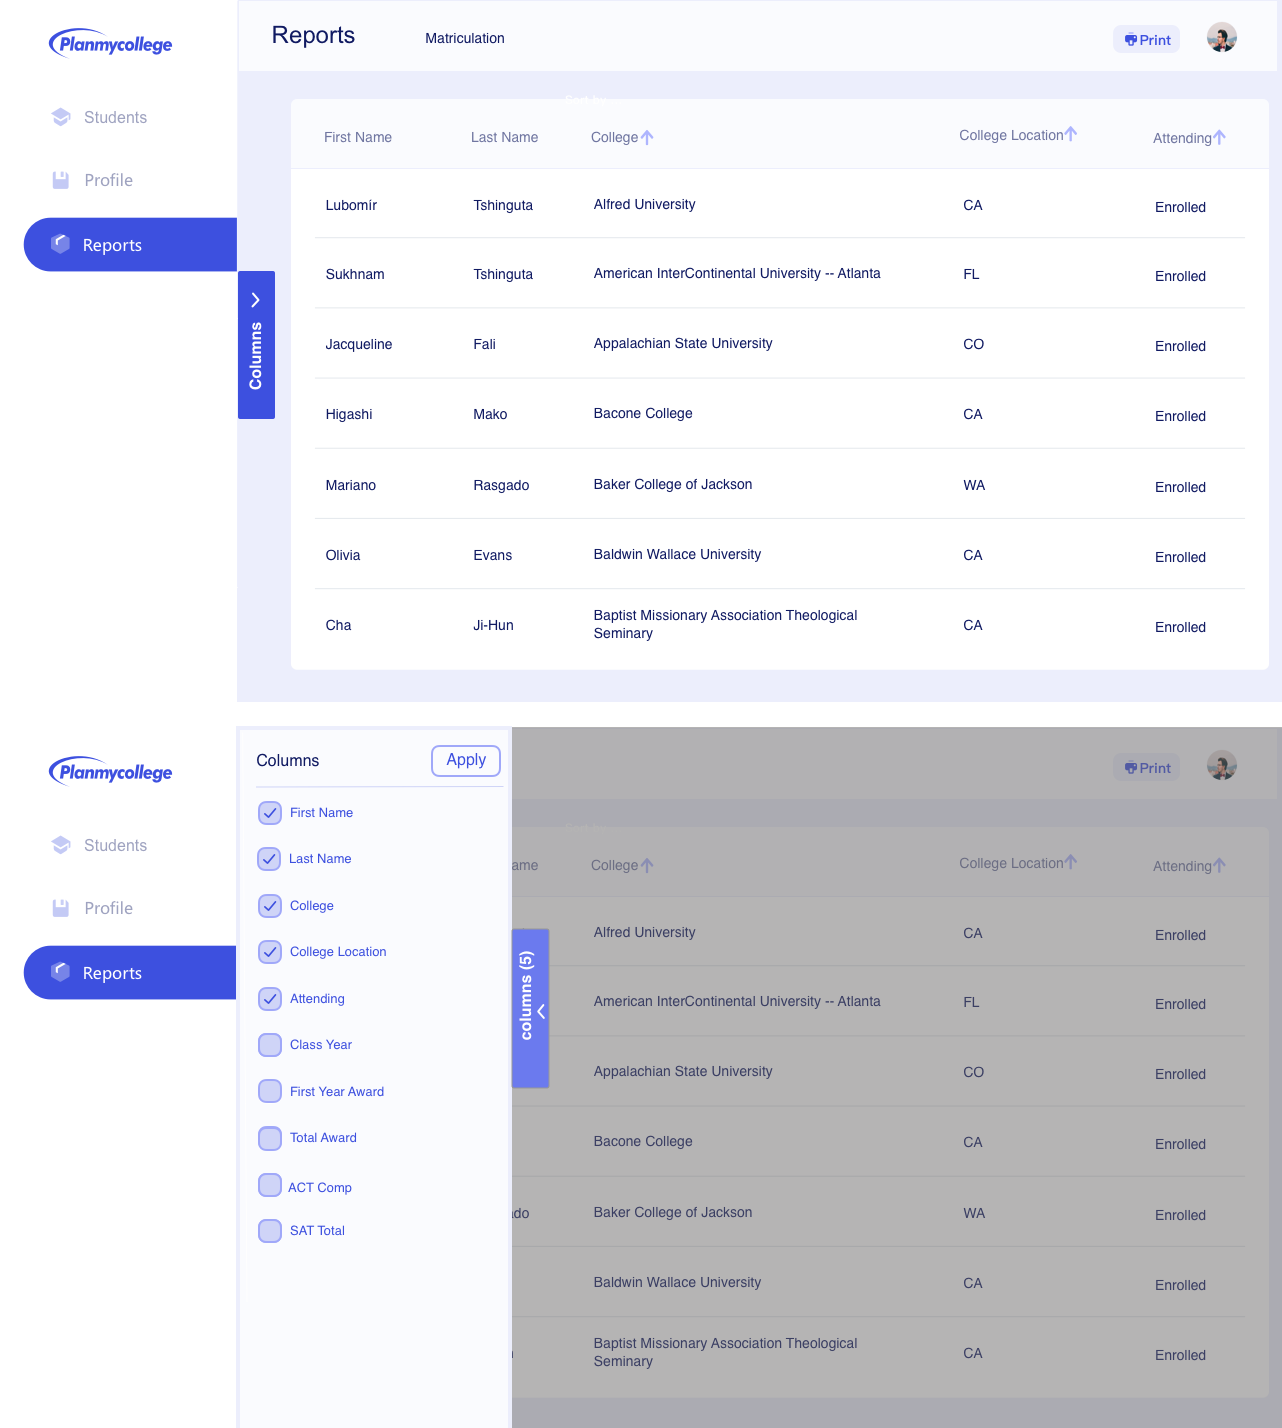 Planmycollege
Reports
Matriculation
Print
Students
Profile
Reports
Columns
Sort by
First Name
Last Name
College
College Location
Attending
Lubomír
Tshinguta
Alfred University
CA
Enrolled
Sukhnam
Tshinguta
American InterContinental University -- Atlanta
FL
Enrolled
Jacqueline
Fali
Appalachian State University
CO
Enrolled
Higashi
Mako
Bacone College
CA
Enrolled
Mariano
Rasgado
Baker College of Jackson
WA
Enrolled
Olivia
Evans
Baldwin Wallace University
CA
Enrolled
Cha
Ji-Hun
Baptist Missionary Association Theological
Seminary
CA
Enrolled
Planmycollege
Students
Profile
Reports
Columns
Apply
First Name
Last Name
College
College Location
Attending
Class Year
First Year Award
Total Award
ACT Comp
SAT Total
columns (5)
Print
ame
College
College Location
Attending
Alfred University
CA
Enrolled
American InterContinental University -- Atlanta
FL
Enrolled
Appalachian State University
CO
Enrolled
Bacone College
CA
Enrolled
do
Baker College of Jackson
WA
Enrolled
Baldwin Wallace University
CA
Enrolled
Baptist Missionary Association Theological
Seminary
CA
Enrolled